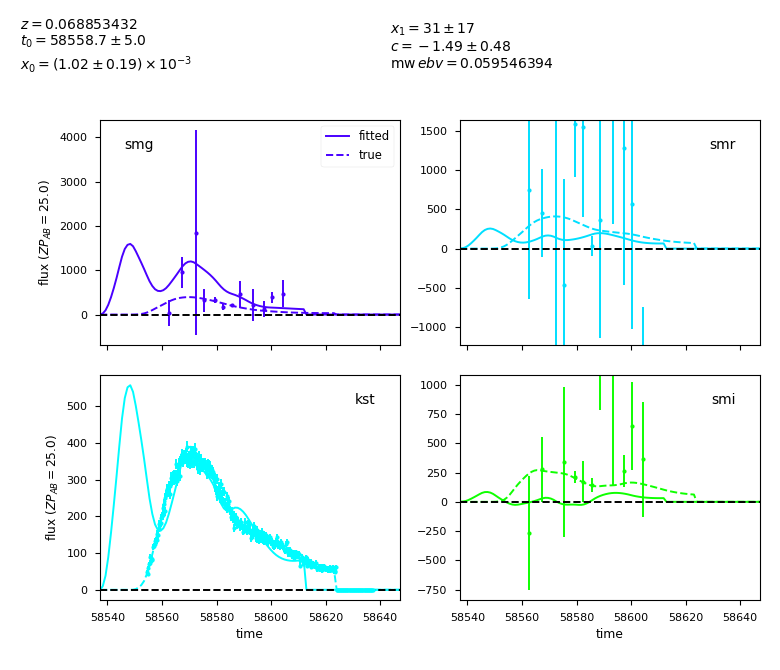 z = 0.068853432
t₀ = 58558.7 ± 5.0
x₀ = (1.02 ± 0.19) × 10⁻³
x₁ = 31 ± 17
c = −1.49 ± 0.48
mw ebv = 0.059546394
smg
fitted
true
4000
3000
2000
1000
0
flux (ZP_AB = 25.0)
smr
1500
1000
500
0
−500
−1000
kst
500
400
300
200
100
0
flux (ZP_AB = 25.0)
58540 58560 58580 58600 58620 58640
time
smi
1000
750
500
250
0
−250
−500
−750
58540 58560 58580 58600 58620 58640
time